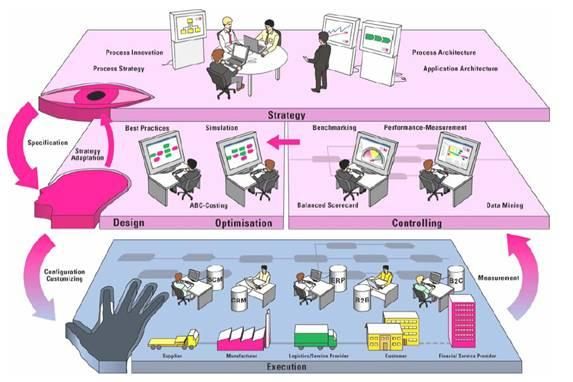 Process Innovation
Process Architecture
Process Strategy
Application Architecture
Strategy
Specification
Strategy
Adaptation
Best Practices
Simulation
Benchmarking
Performance-Measurement
ABC-Costing
Balanced Scorecard
Data Mining
Design
Optimisation
Controlling
Configuration
Customizing
Measurement
SCM
CRM
ERP
B2B
B2C
Supplier
Manufacturer
Logistics/Service Provider
Customer
Financial Service Provider
Execution